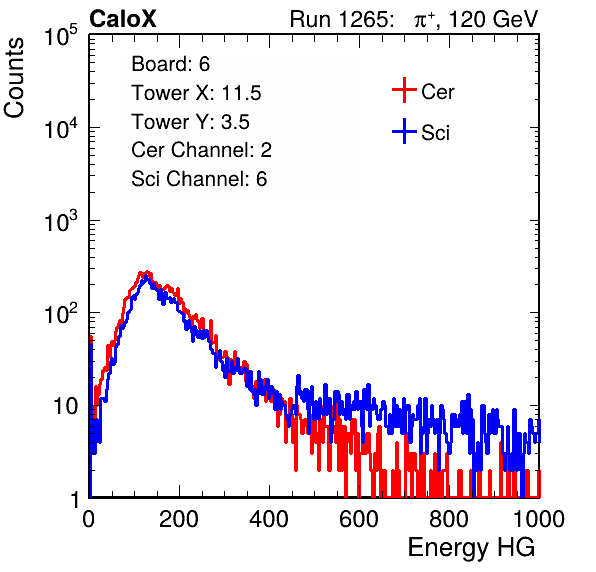 CaloX Run 1265: π⁺, 120 GeV
Counts
Board: 6
Tower X: 11.5
Tower Y: 3.5
Cer Channel: 2
Sci Channel: 6
Cer
Sci
10⁵
10⁴
10³
10²
10
1
0 200 400 600 800 1000
Energy HG